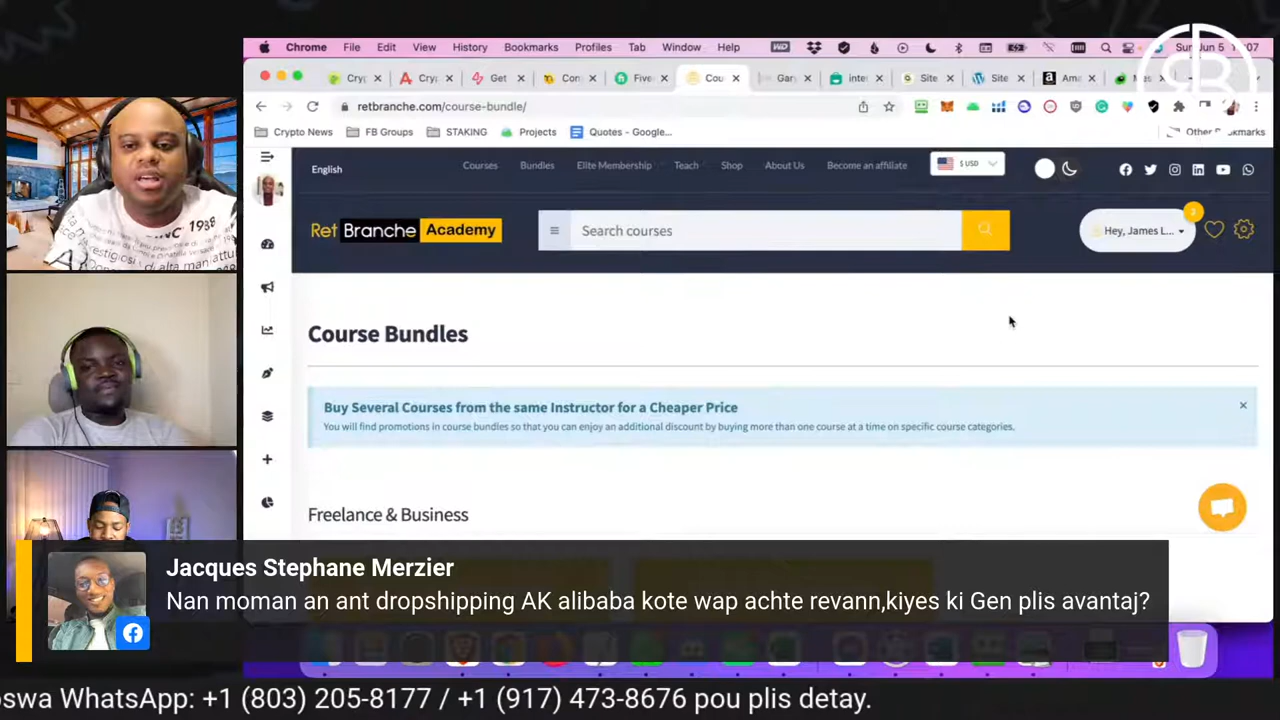 Chrome File Edit View History Bookmarks Profiles Tab Window Help
Sun Jun 5
Get
Site
Site
retbranche.com/course-bundle/
Crypto News FB Groups STAKING Projects Quotes - Google...
English Courses Bundles Elite Membership Teach Shop About Us Become an affiliate $ USD
Ret Branche Academy Search courses Hey, James L...
Course Bundles
Buy Several Courses from the same Instructor for a Cheaper Price
You will find promotions in course bundles so that you can enjoy an additional discount by buying more than one course at a time on specific course categories.
Freelance & Business
Jacques Stephane Merzier
Nan moman an ant dropshipping AK alibaba kote wap achte revann,kiyes ki Gen plis avantaj?
WhatsApp: +1 (803) 205-8177 / +1 (917) 473-8676 pou plis detay.